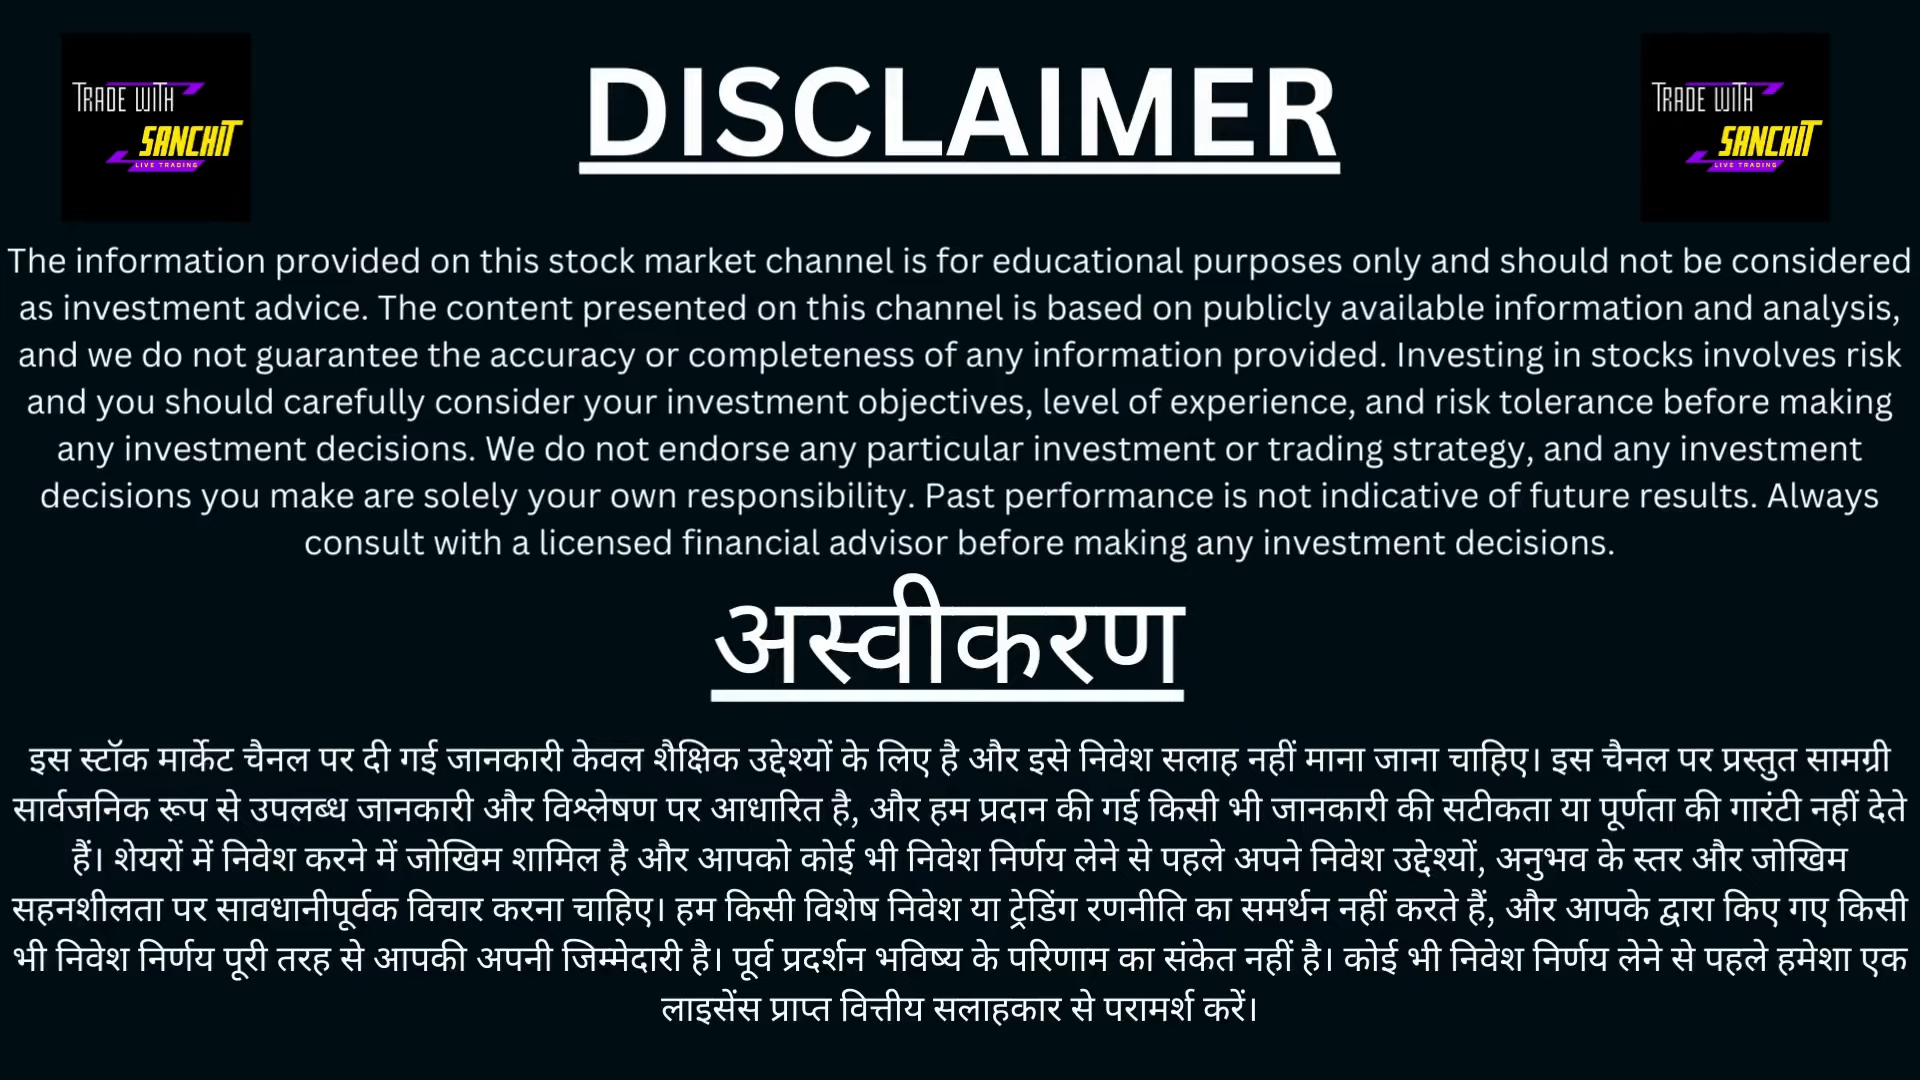 TRADE WITH
SANCHIT
LIVE TRADING
DISCLAIMER
TRADE WITH
SANCHIT
LIVE TRADING
The information provided on this stock market channel is for educational purposes only and should not be considered
as investment advice. The content presented on this channel is based on publicly available information and analysis,
and we do not guarantee the accuracy or completeness of any information provided. Investing in stocks involves risk
and you should carefully consider your investment objectives, level of experience, and risk tolerance before making
any investment decisions. We do not endorse any particular investment or trading strategy, and any investment
decisions you make are solely your own responsibility. Past performance is not indicative of future results. Always
consult with a licensed financial advisor before making any investment decisions.
अस्वीकरण
इस स्टॉक मार्केट चैनल पर दी गई जानकारी केवल शैक्षिक उद्देश्यों के लिए है और इसे निवेश सलाह नहीं माना जाना चाहिए। इस चैनल पर प्रस्तुत सामग्री
सार्वजनिक रूप से उपलब्ध जानकारी और विश्लेषण पर आधारित है, और हम प्रदान की गई किसी भी जानकारी की सटीकता या पूर्णता की गारंटी नहीं देते
हैं। शेयरों में निवेश करने में जोखिम शामिल है और आपको कोई भी निवेश निर्णय लेने से पहले अपने निवेश उद्देश्यों, अनुभव के स्तर और जोखिम
सहनशीलता पर सावधानीपूर्वक विचार करना चाहिए। हम किसी विशेष निवेश या ट्रेडिंग रणनीति का समर्थन नहीं करते हैं, और आपके द्वारा किए गए किसी
भी निवेश निर्णय पूरी तरह से आपकी अपनी जिम्मेदारी है। पूर्व प्रदर्शन भविष्य के परिणाम का संकेत नहीं है। कोई भी निवेश निर्णय लेने से पहले हमेशा एक
लाइसेंस प्राप्त वित्तीय सलाहकार से परामर्श करें।